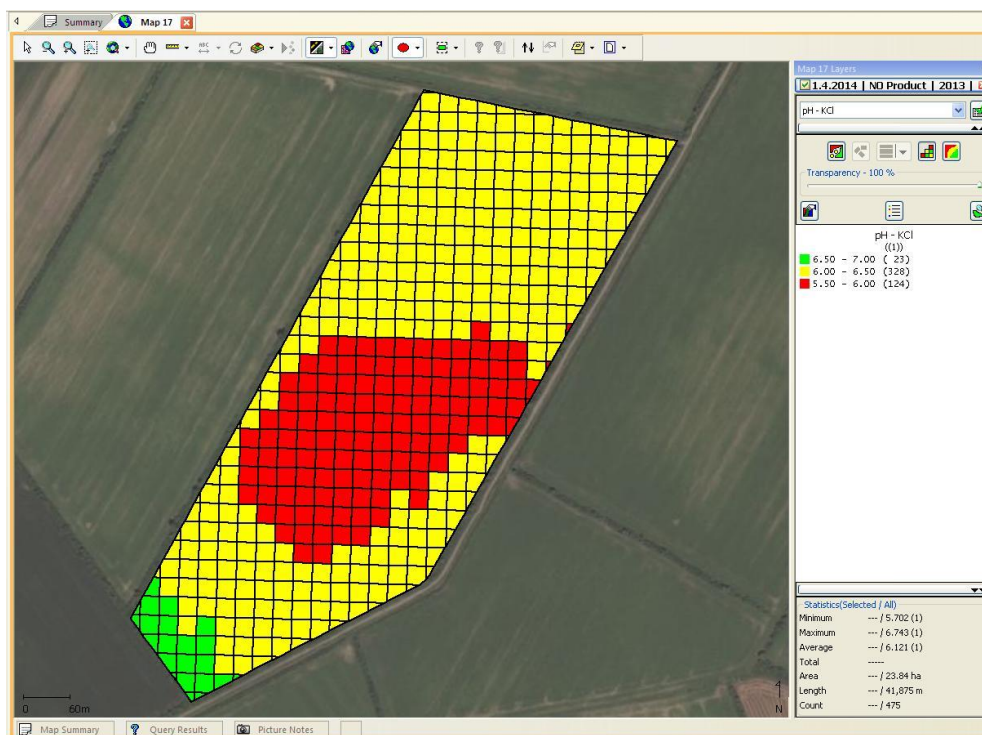 Summary
Map 17
ABC
Map 17 Layers
1.4.2014 | NO Product | 2013 |
pH - KCl
Transparency - 100 %
pH - KCl
((1))
6.50 - 7.00 ( 23)
6.00 - 6.50 (328)
5.50 - 6.00 (124)
Statistics(Selected / All)
Minimum --- / 5.702 (1)
Maximum --- / 6.743 (1)
Average --- / 6.121 (1)
Total -----
Area --- / 23.84 ha
Length --- / 41,875 m
Count --- / 475
0 60m
N
Map Summary
Query Results
Picture Notes